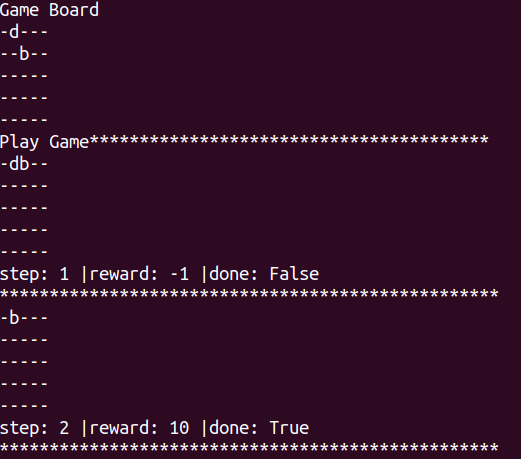 Game Board
-d---
--b--
-----
-----
-----
Play Game****************************************
-db--
-----
-----
-----
-----
step: 1 |reward: -1 |done: False
**************************************************
-b---
-----
-----
-----
-----
step: 2 |reward: 10 |done: True
**************************************************